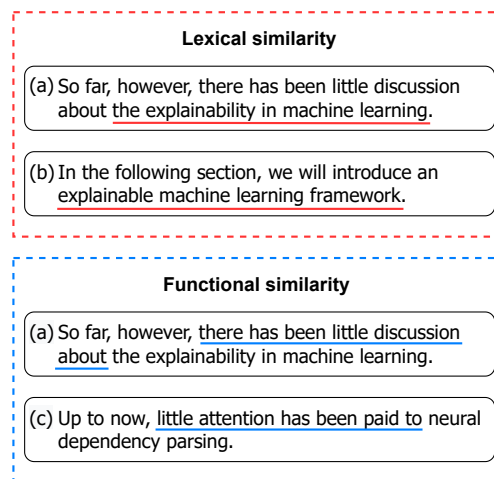 Lexical similarity
(a) So far, however, there has been little discussion
about the explainability in machine learning.
(b) In the following section, we will introduce an
explainable machine learning framework.
Functional similarity
(a) So far, however, there has been little discussion
about the explainability in machine learning.
(c) Up to now, little attention has been paid to neural
dependency parsing.